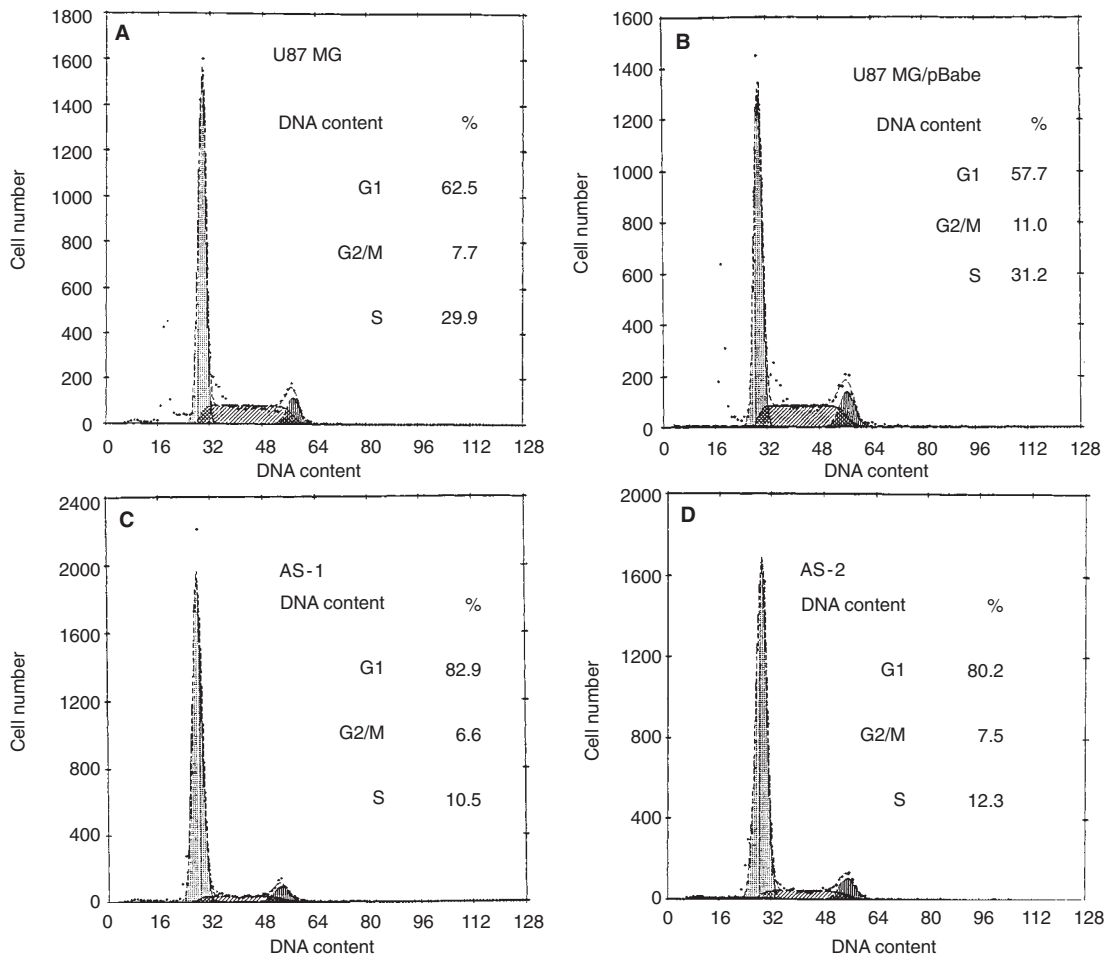 A
U87 MG
DNA content %
G1 62.5
G2/M 7.7
S 29.9
Cell number
1800
1600
1400
1200
1000
800
600
400
200
0
0 16 32 48 64 80 96 112 128
DNA content
B
U87 MG/pBabe
DNA content %
G1 57.7
G2/M 11.0
S 31.2
Cell number
1600
1400
1200
1000
800
600
400
200
0
0 16 32 48 64 80 96 112 128
DNA content
C
AS-1
DNA content %
G1 82.9
G2/M 6.6
S 10.5
Cell number
2400
2000
1600
1200
800
400
0
0 16 32 48 64 80 96 112 128
DNA content
D
AS-2
DNA content %
G1 80.2
G2/M 7.5
S 12.3
Cell number
2000
1600
1200
800
400
0
0 16 32 48 64 80 96 112 128
DNA content